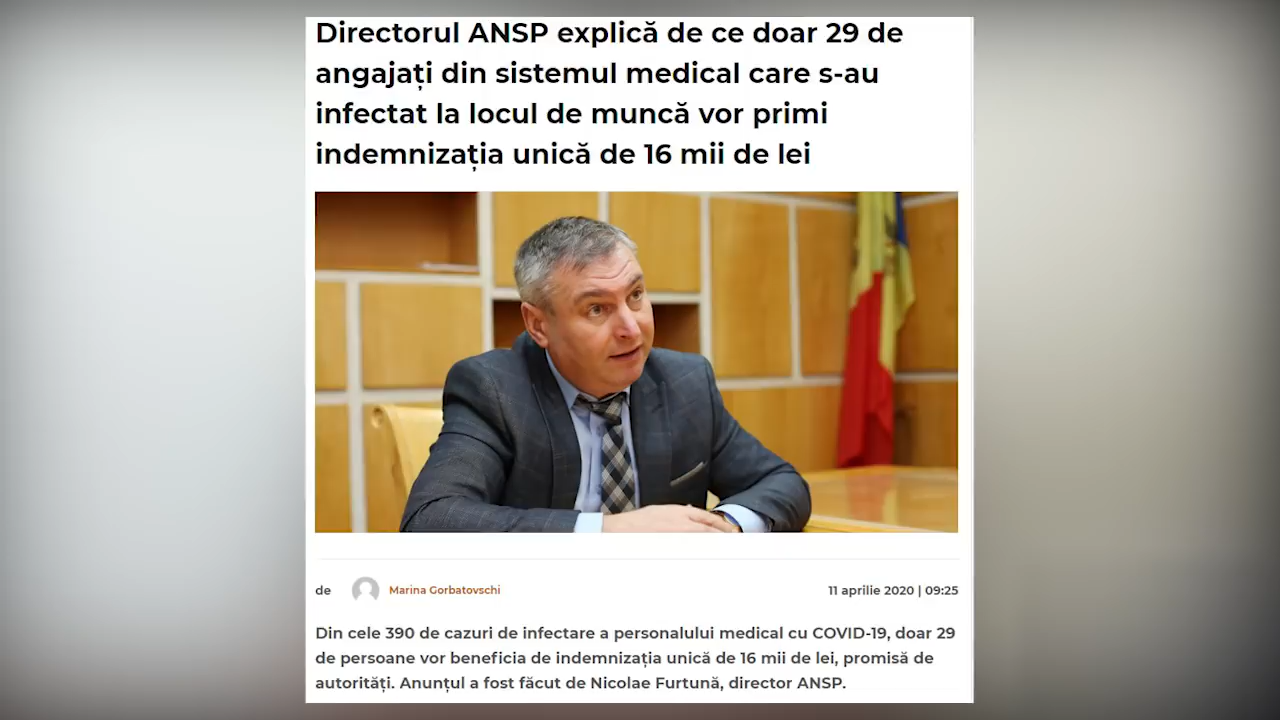 Directorul ANSP explică de ce doar 29 de
angajați din sistemul medical care s-au
infectat la locul de muncă vor primi
indemnizația unică de 16 mii de lei
de Marina Gorbatovschi 11 aprilie 2020 | 09:25
Din cele 390 de cazuri de infectare a personalului medical cu COVID-19, doar 29
de persoane vor beneficia de indemnizația unică de 16 mii de lei, promisă de
autorități. Anunțul a fost făcut de Nicolae Furtună, director ANSP.